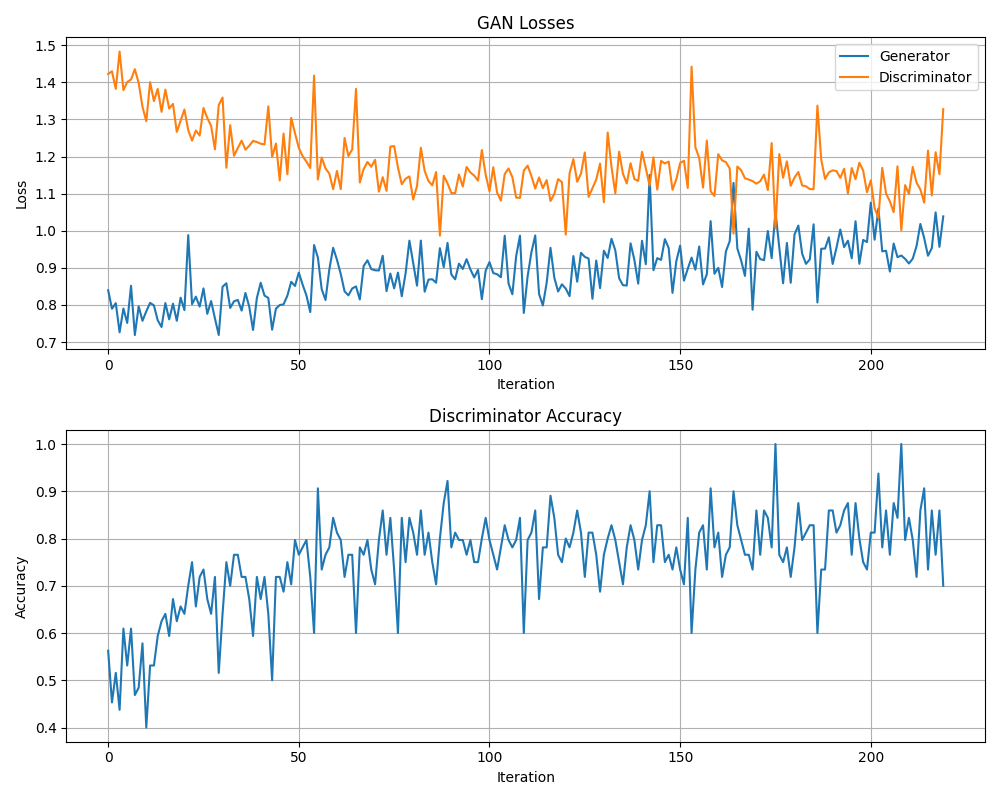 GAN Losses
1.5
1.4
1.3
1.2
1.1
1.0
0.9
0.8
0.7
Loss
Generator
Discriminator
0 50 100 150 200
Iteration
Discriminator Accuracy
1.0
0.9
0.8
0.7
0.6
0.5
0.4
Accuracy
0 50 100 150 200
Iteration